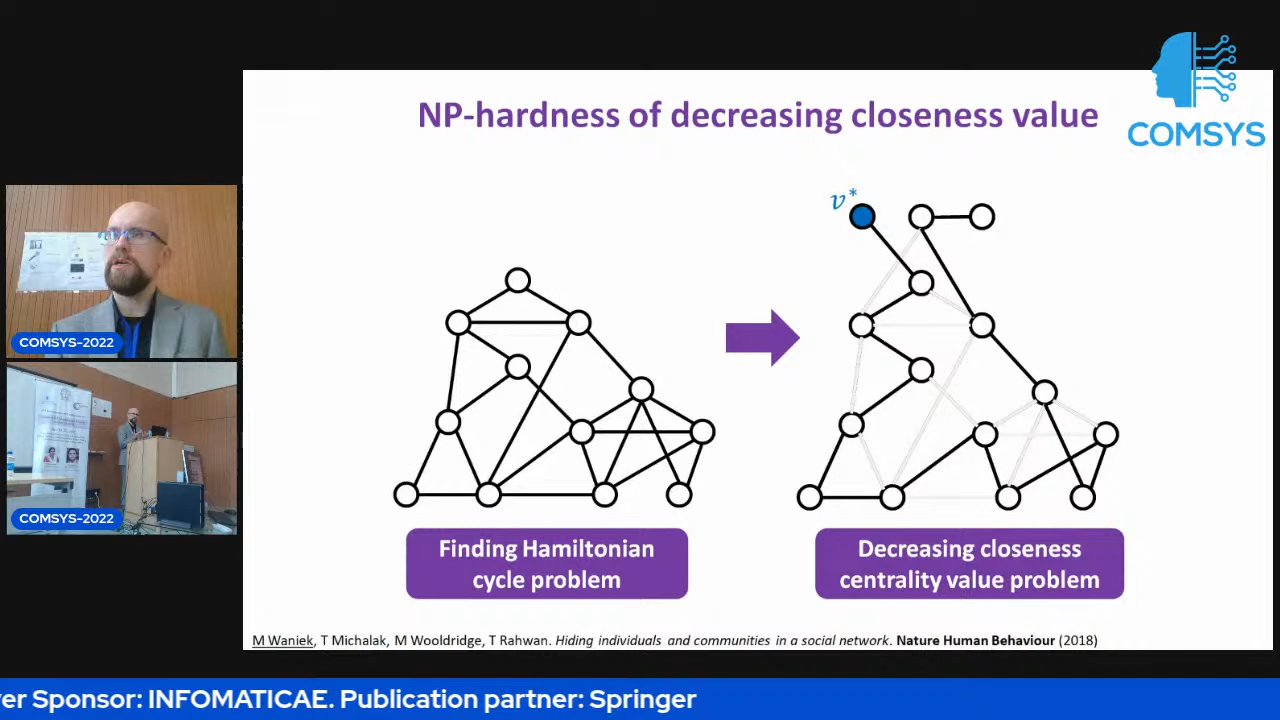 COMSYS
NP-hardness of decreasing closeness value
v*
COMSYS-2022
COMSYS-2022
Finding Hamiltonian
cycle problem
Decreasing closeness
centrality value problem
M Waniek, T Michalak, M Wooldridge, T Rahwan. Hiding individuals and communities in a social network. Nature Human Behaviour (2018)
er Sponsor: INFOMATICAE. Publication partner: Springer